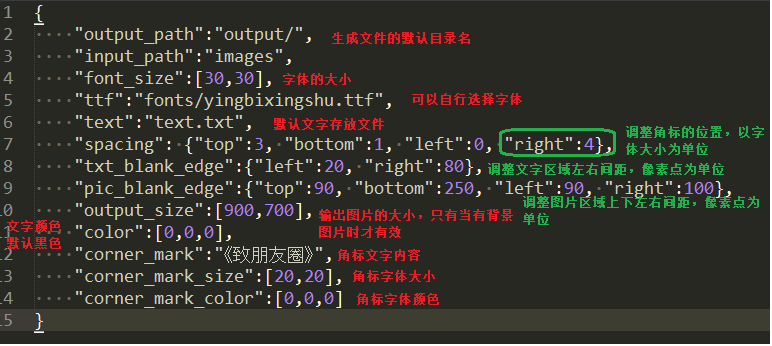 1 {
2 "output_path":"output/", 生成文件的默认目录名
3 "input_path":"images",
4 "font_size":[30,30], 字体的大小
5 "ttf":"fonts/yingbixingshu.ttf", 可以自行选择字体
6 "text":"text.txt", 默认文字存放文件
7 "spacing": {"top":3, "bottom":1, "left":0, "right":4}, 调整角标的位置，以字
体大小为单位
8 "txt_blank_edge":{"left":20, "right":80}, 调整文字区域左右间距，像素点为单位
9 "pic_blank_edge":{"top":90, "bottom":250, "left":90, "right":100},
调整图片区域上下左右间距，像素点为
单位
10 "output_size":[900,700], 输出图片的大小，只有当有背景
图片时才有效
文字颜色
默认黑色
11 "color":[0,0,0],
12 "corner_mark":"《致朋友圈》", 角标文字内容
13 "corner_mark_size":[20,20], 角标字体大小
14 "corner_mark_color":[0,0,0] 角标字体颜色
15 }